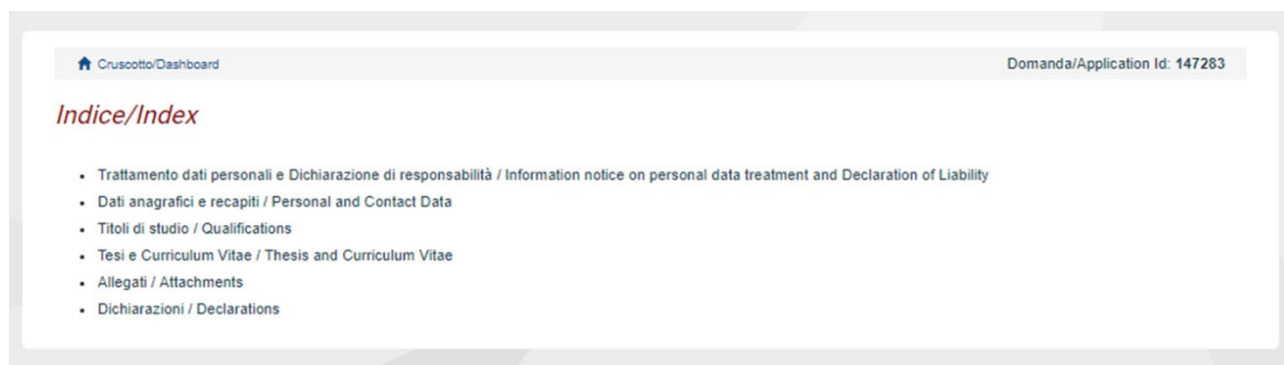 Cruscotto/Dashboard Domanda/Application Id: 147283
Indice/Index
• Trattamento dati personali e Dichiarazione di responsabilità / Information notice on personal data treatment and Declaration of Liability
• Dati anagrafici e recapiti / Personal and Contact Data
• Titoli di studio / Qualifications
• Tesi e Curriculum Vitae / Thesis and Curriculum Vitae
• Allegati / Attachments
• Dichiarazioni / Declarations